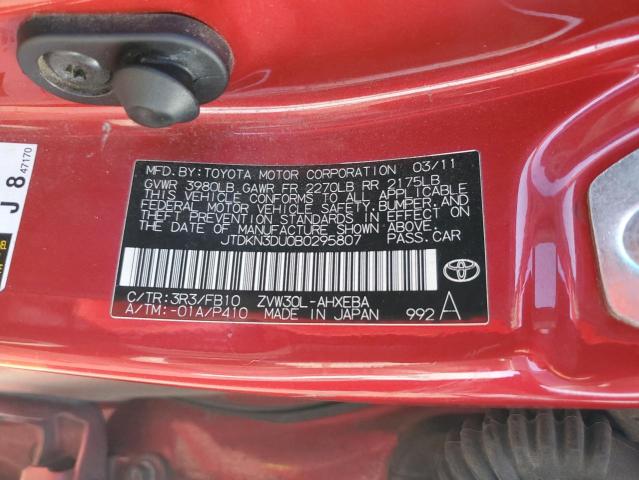 MFD. BY: TOYOTA MOTOR CORPORATION 03/11
GVWR 3980LB GAWR FR 2270LB RR 2175LB
THIS VEHICLE CONFORMS TO ALL APPLICABLE
FEDERAL MOTOR VEHICLE SAFETY, BUMPER, AND
THEFT PREVENTION STANDARDS IN EFFECT ON
THE DATE OF MANUFACTURE SHOWN ABOVE.
JTDKN3DU0B0295807 PASS. CAR
C/TR: 3R3/FB10 ZVW30L-AHXEBA
A/TM: -01A/P410 MADE IN JAPAN 992 A
J 8 47170